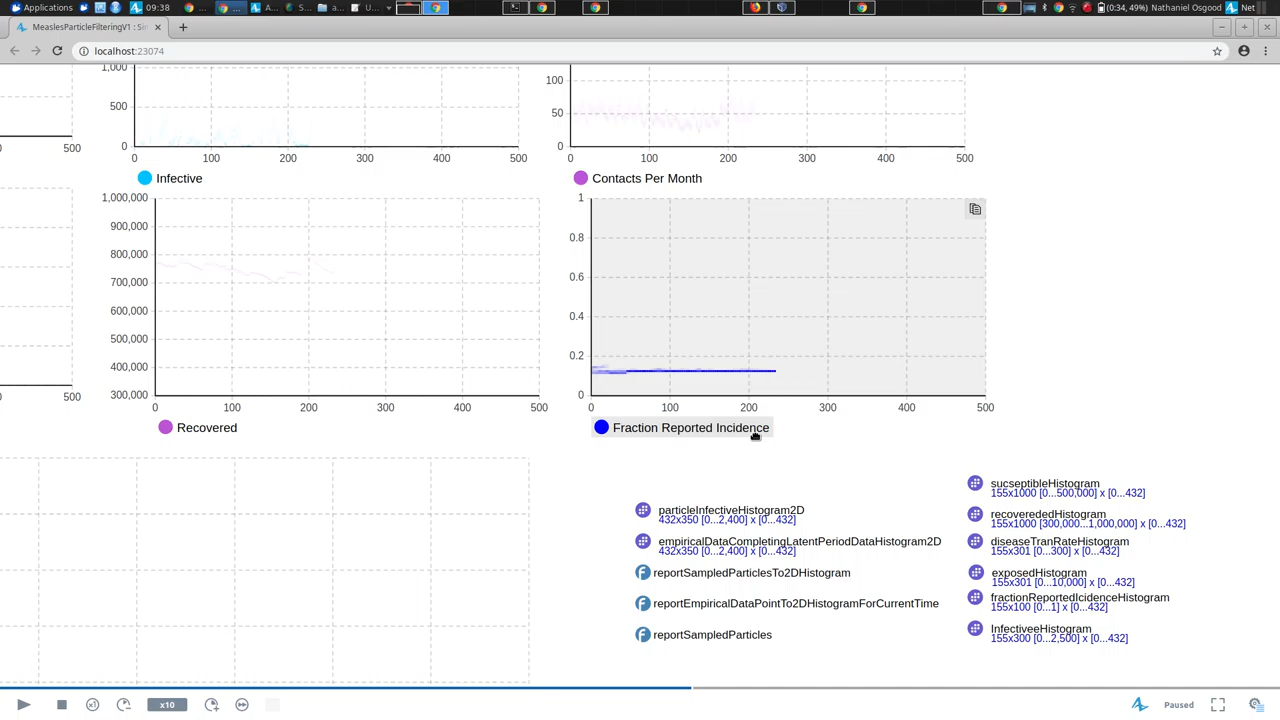 Applications 09:38 ... ... A... S... a... U... (0:34, 49%) Nathaniel Osgood Net
MeaslesParticleFilteringV1 : Sim
localhost:23074
1,000
500
0
0 100 200 300 400 500
Infective
100
50
0
0 100 200 300 400 500
Contacts Per Month
500
1,000,000
900,000
800,000
700,000
600,000
500,000
400,000
300,000
0 100 200 300 400 500
Recovered
1
0.8
0.6
0.4
0.2
0
0 100 200 300 400 500
Fraction Reported Incidence
500
particleInfectiveHistogram2D
432x350 [0...2,400] x [0...432]
empiricalDataCompletingLatentPeriodDataHistogram2D
432x350 [0...2,400] x [0...432]
reportSampledParticlesTo2DHistogram
reportEmpiricalDataPointTo2DHistogramForCurrentTime
reportSampledParticles
sucseptibleHistogram
155x1000 [0...500,000] x [0...432]
recoverededHistogram
155x1000 [300,000...1,000,000] x [0...432]
diseaseTranRateHistogram
155x301 [0...300] x [0...432]
exposedHistogram
155x301 [0...10,000] x [0...432]
fractionReportedIcidenceHistogram
155x100 [0...1] x [0...432]
InfectiveeHistogram
155x300 [0...2,500] x [0...432]
x1 x10 Paused